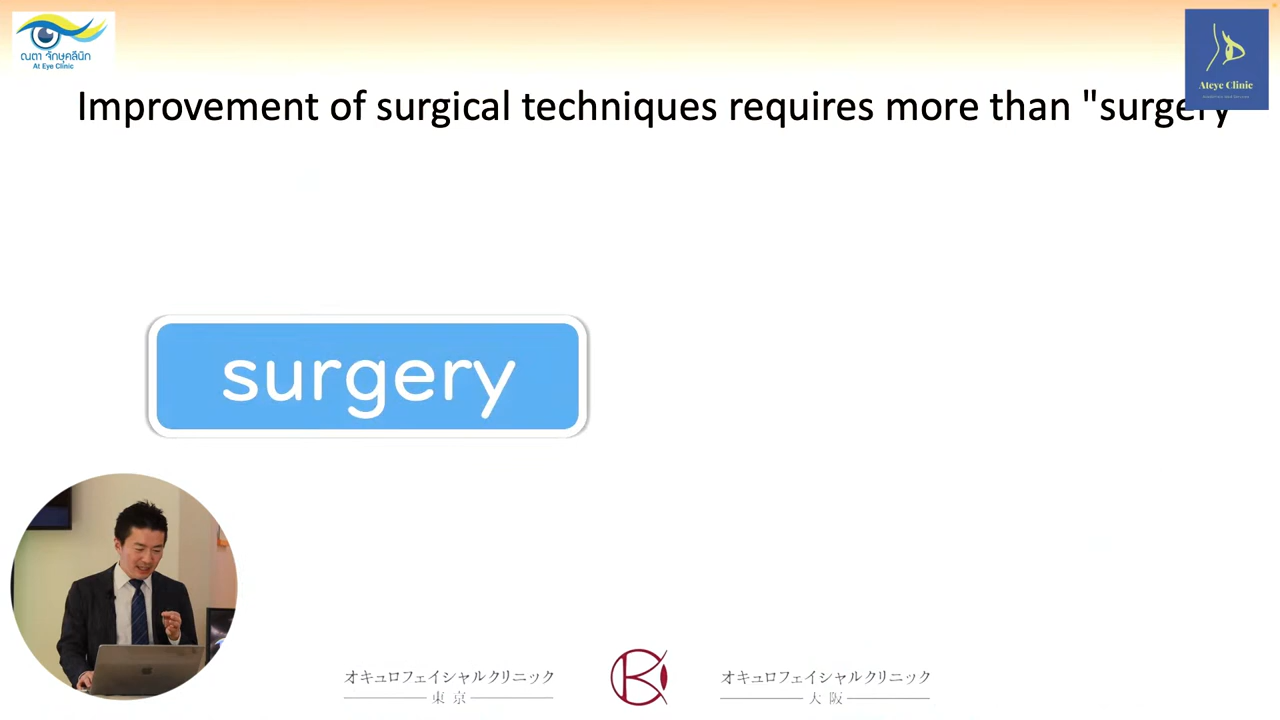 ณตา จักษุคลีนิก
At Eye Clinic
Ateye Clinic
Improvement of surgical techniques requires more than "surgery
surgery
オキュロフェイシャルクリニック
東京
オキュロフェイシャルクリニック
大阪